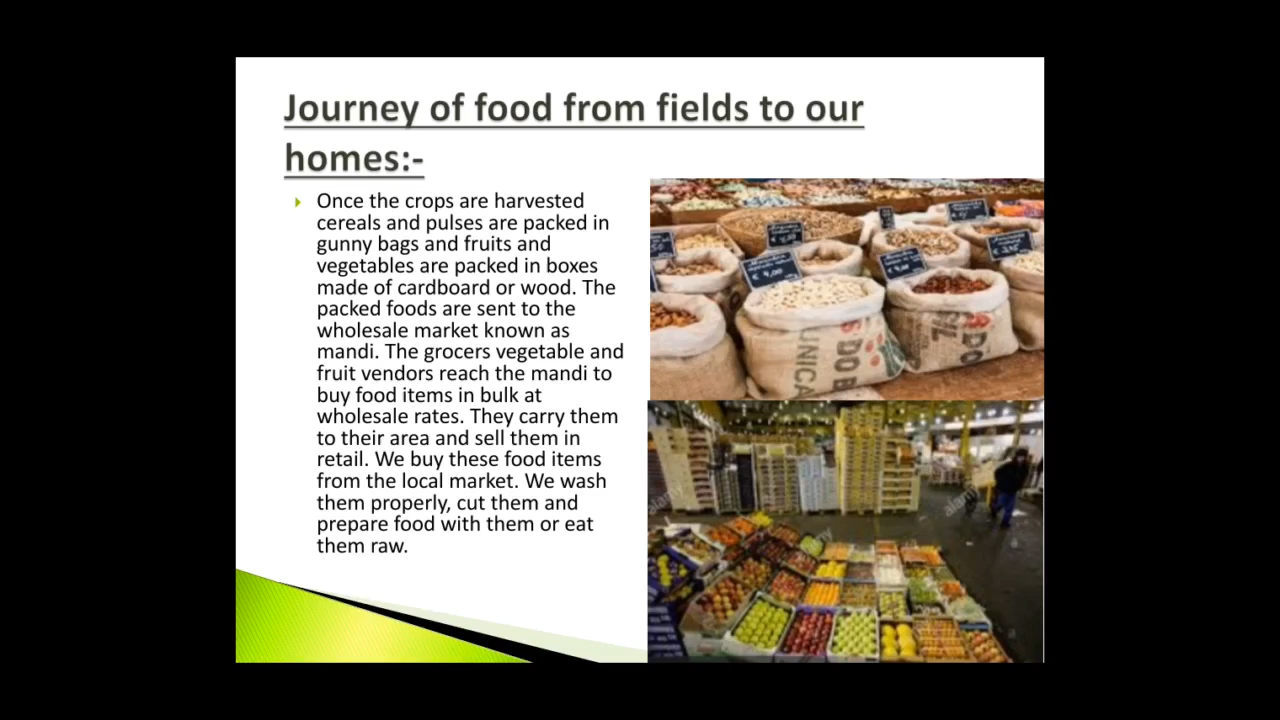 Journey of food from fields to our
homes:-
Once the crops are harvested
cereals and pulses are packed in
gunny bags and fruits and
vegetables are packed in boxes
made of cardboard or wood. The
packed foods are sent to the
wholesale market known as
mandi. The grocers vegetable and
fruit vendors reach the mandi to
buy food items in bulk at
wholesale rates. They carry them
to their area and sell them in
retail. We buy these food items
from the local market. We wash
them properly, cut them and
prepare food with them or eat
them raw.
€ 4,00
alamy